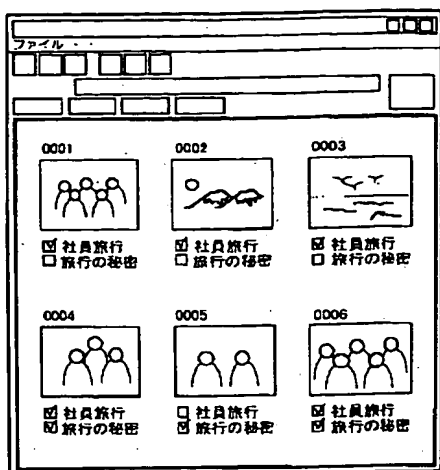 ファイル・・
0001 0002 0003
☑ 社員旅行 ☑ 社員旅行 ☑ 社員旅行
☐ 旅行の秘密 ☐ 旅行の秘密 ☐ 旅行の秘密
0004 0005 0006
☑ 社員旅行 ☐ 社員旅行 ☑ 社員旅行
☑ 旅行の秘密 ☑ 旅行の秘密 ☑ 旅行の秘密